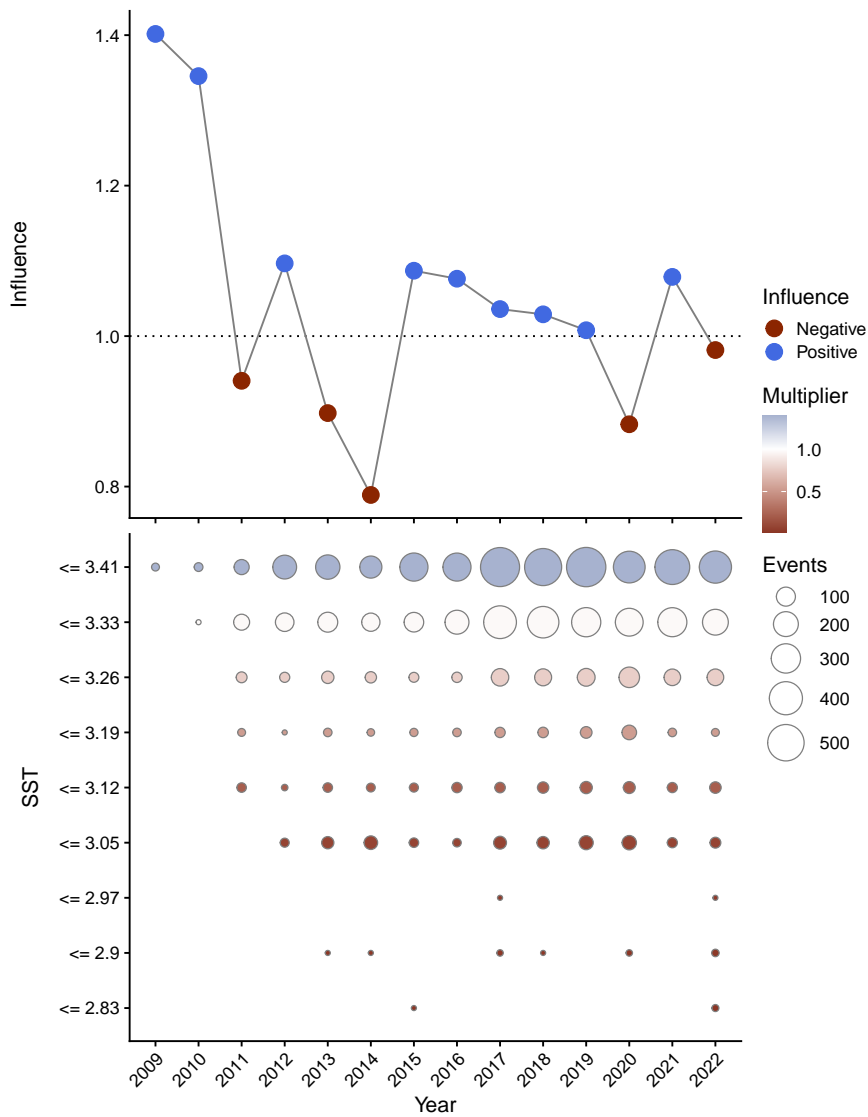 1.4
1.2
1.0
0.8
Influence
Influence
Negative
Positive
Multiplier
1.0
0.5
Events
100
200
300
400
500
SST
<= 3.41
<= 3.33
<= 3.26
<= 3.19
<= 3.12
<= 3.05
<= 2.97
<= 2.9
<= 2.83
2009 2010 2011 2012 2013 2014 2015 2016 2017 2018 2019 2020 2021 2022
Year